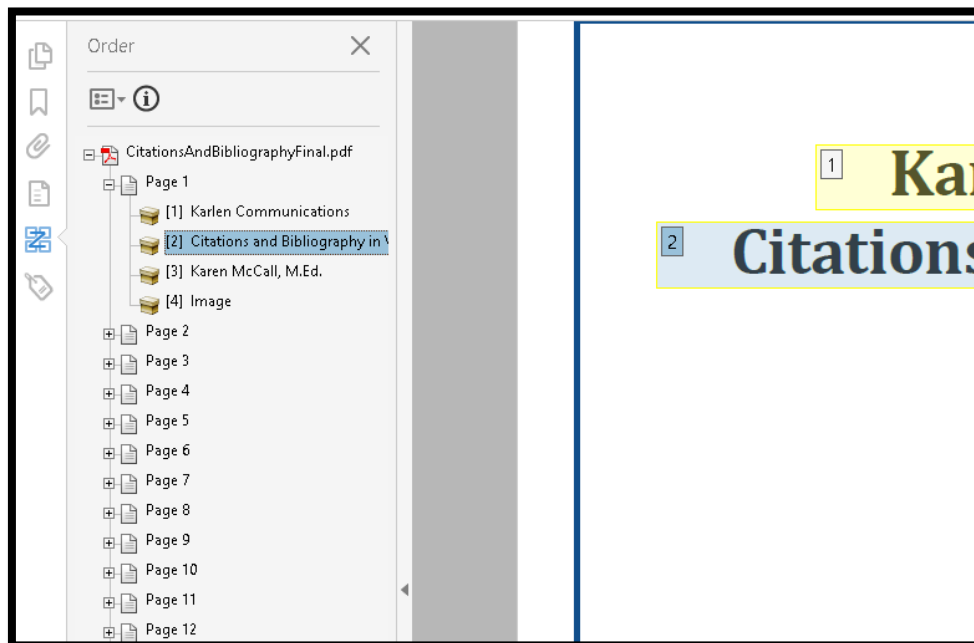 Order
CitationsAndBibliographyFinal.pdf
Page 1
[1] Karlen Communications
[2] Citations and Bibliography in
[3] Karen McCall, M.Ed.
[4] Image
Page 2
Page 3
Page 4
Page 5
Page 6
Page 7
Page 8
Page 9
Page 10
Page 11
Page 12
1
2 Citations